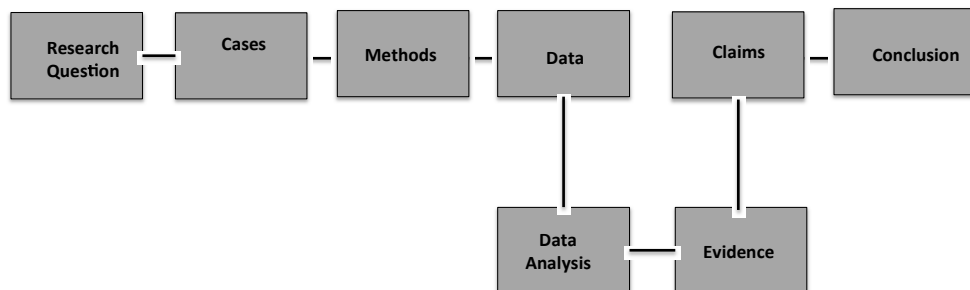 Research
Question
Cases
Methods
Data
Claims
Conclusion
Data
Analysis
Evidence